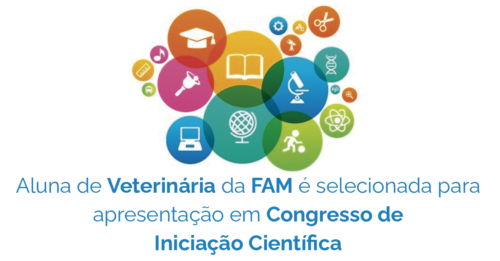 Aluna de Veterinária da FAM é selecionada para
apresentação em Congresso de
Iniciação Científica